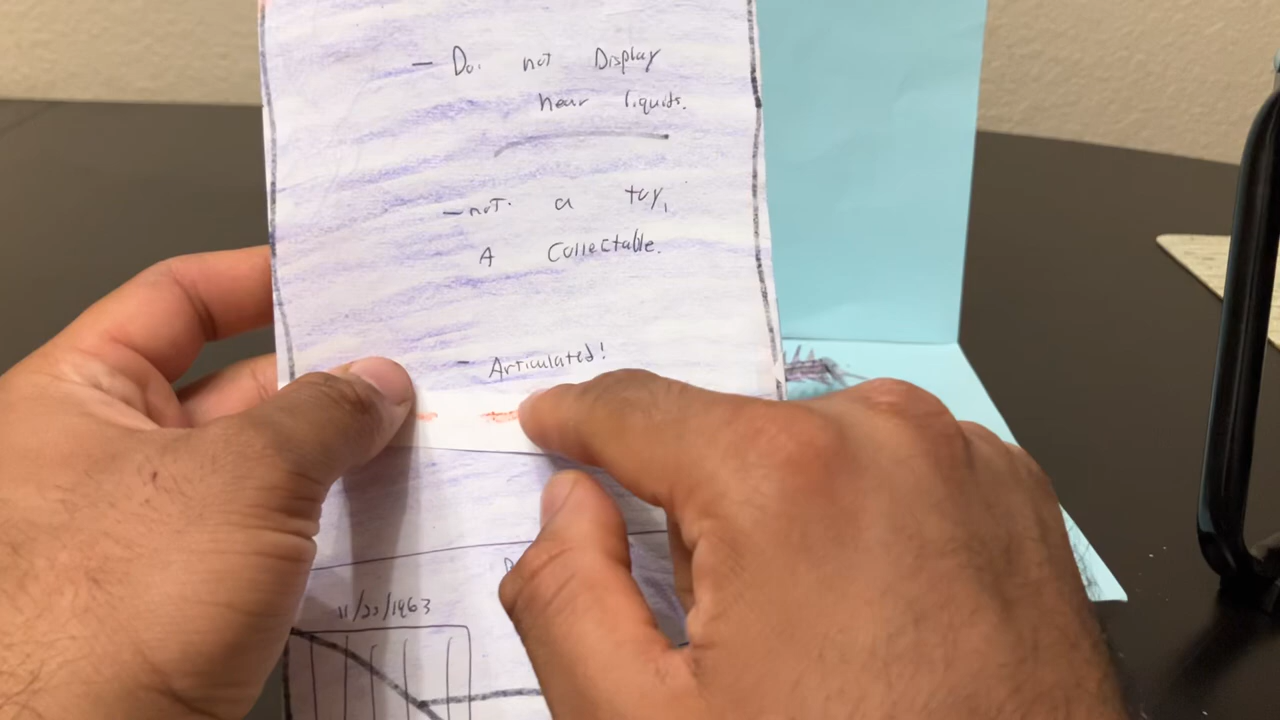 - Do. not Display
near liquids.
- not a toy,
A Collectable.
- Articulated!
11/22/1963